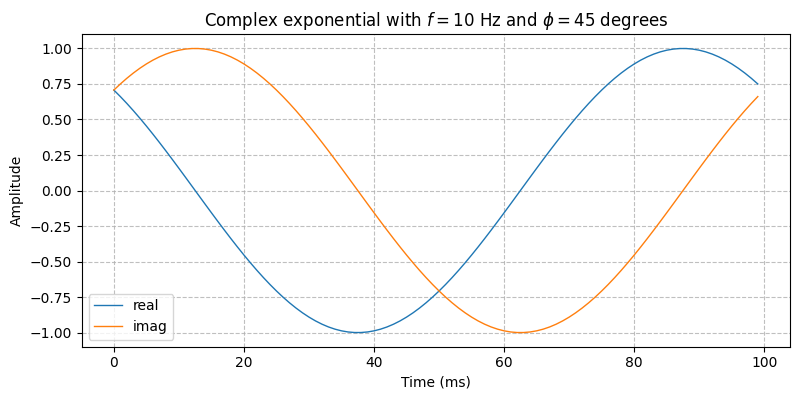 Complex exponential with f = 10 Hz and ϕ = 45 degrees
Amplitude
1.00
0.75
0.50
0.25
0.00
−0.25
−0.50
−0.75
−1.00
real
imag
0 20 40 60 80 100
Time (ms)